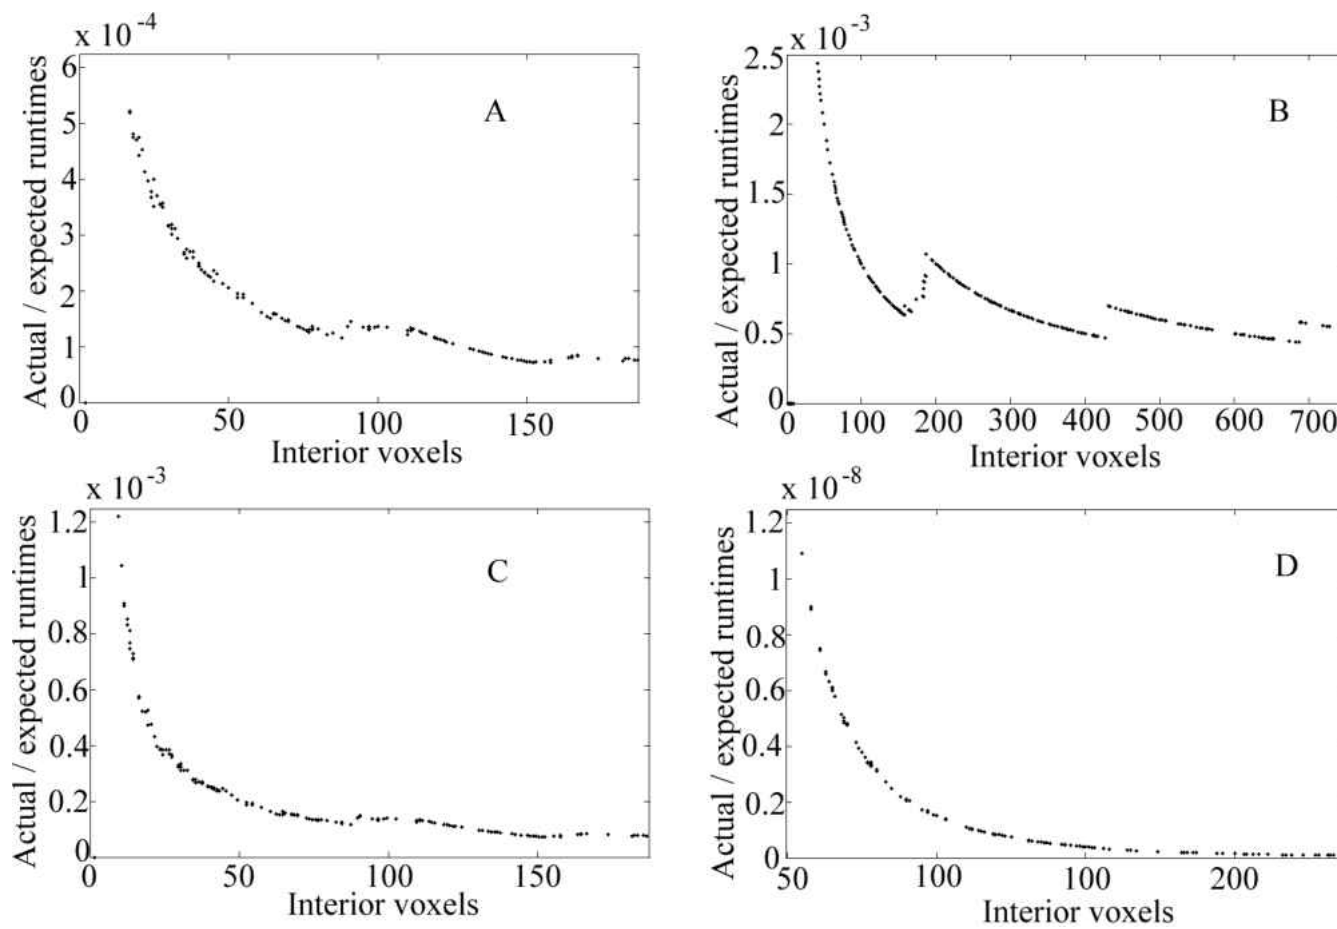 x 10-4
6
5
4
3
2
1
0
50
100
150
A
Actual / expected runtimes
Interior voxels
x 10-3
2.5
2
1.5
1
0.5
0
0
100
200
300
400
500
600
700
B
Actual / expected runtimes
Interior voxels
x 10-3
1.2
1
0.8
0.6
0.4
0.2
0
0
50
100
150
C
Actual / expected runtimes
Interior voxels
x 10-8
1.2
1
0.8
0.6
0.4
0.2
0
50
100
100
200
D
Actual / expected runtimes
Interior voxels